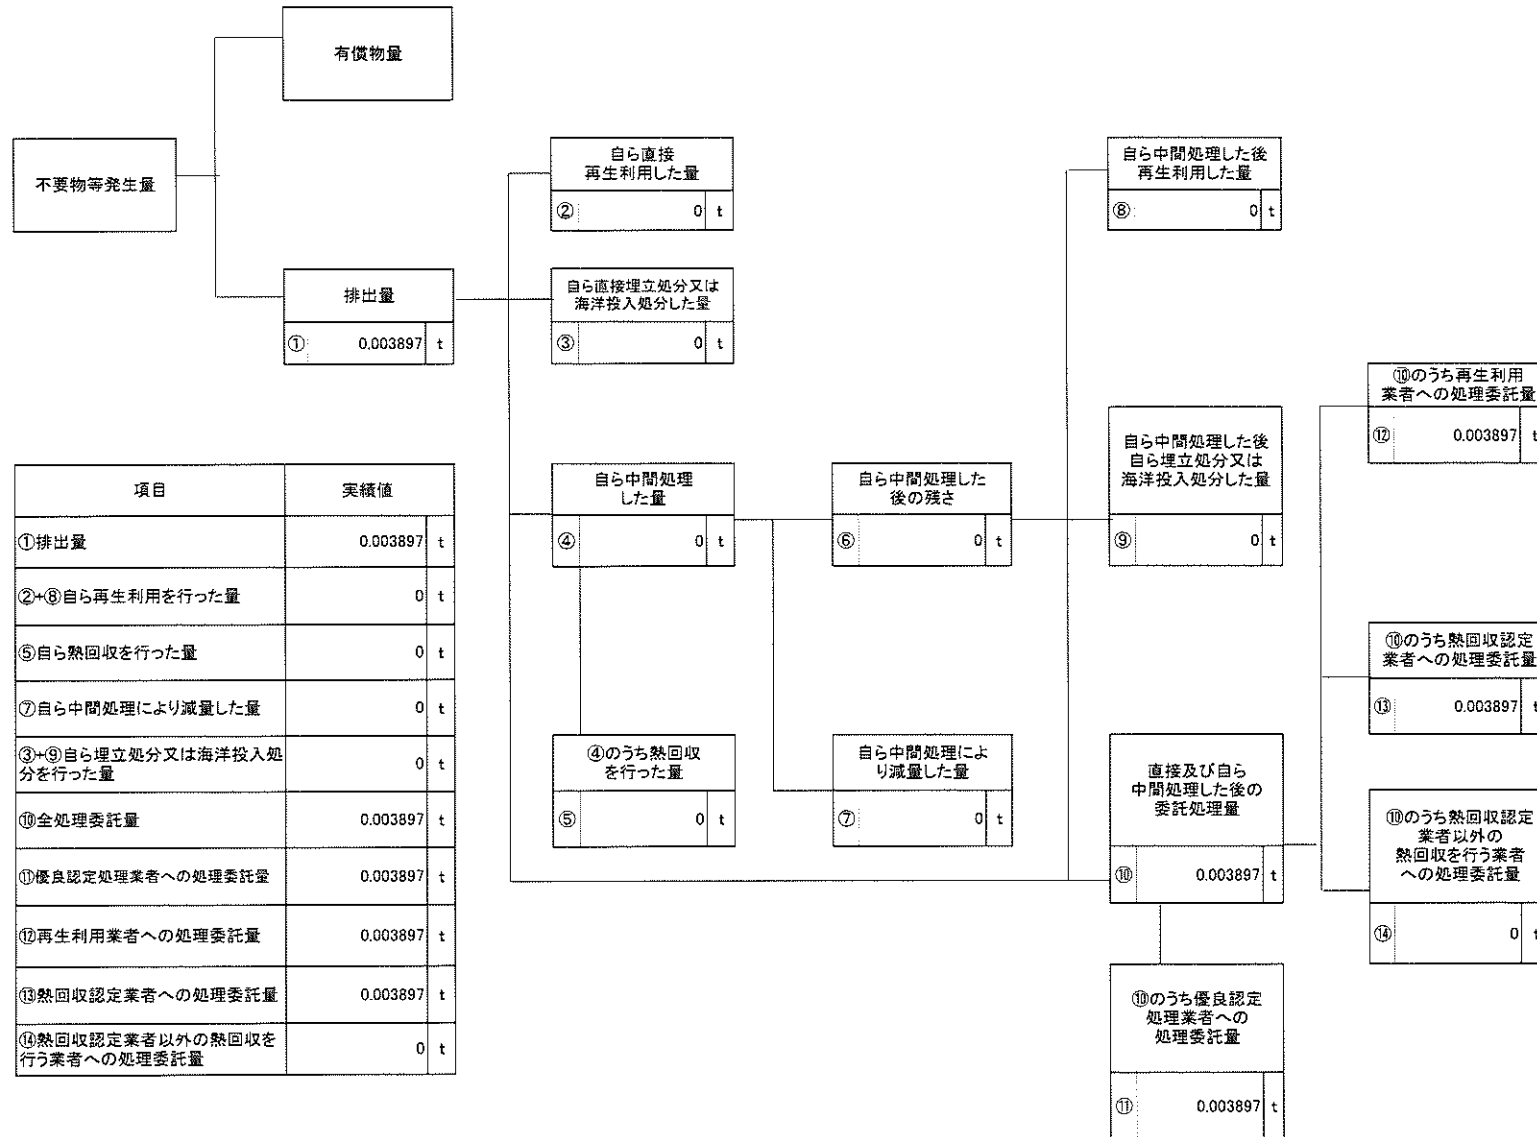 有償物量
不要物等発生量
排出量
① 0.003897 t
自ら直接
再生利用した量
② 0 t
自ら直接埋立処分又は
海洋投入処分した量
③ 0 t
自ら中間処理
した量
④ 0 t
④のうち熱回収
を行った量
⑤ 0 t
自ら中間処理した
後の残さ
⑥ 0 t
自ら中間処理によ
り減量した量
⑦ 0 t
自ら中間処理した後
再生利用した量
⑧ 0 t
自ら中間処理した後
自ら埋立処分又は
海洋投入処分した量
⑨ 0 t
直接及び自ら
中間処理した後の
委託処理量
⑩ 0.003897 t
⑩のうち優良認定
処理業者への
処理委託量
⑪ 0.003897 t
⑩のうち再生利用
業者への処理委託量
⑫ 0.003897 t
⑩のうち熱回収認定
業者への処理委託量
⑬ 0.003897 t
⑩のうち熱回収認定
業者以外の
熱回収を行う業者
への処理委託量
⑭ 0 t
項目 実績値
①排出量 0.003897 t
②+⑧自ら再生利用を行った量 0 t
⑤自ら熱回収を行った量 0 t
⑦自ら中間処理により減量した量 0 t
③+⑨自ら埋立処分又は海洋投入処
分を行った量 0 t
⑩全処理委託量 0.003897 t
⑪優良認定処理業者への処理委託量 0.003897 t
⑫再生利用業者への処理委託量 0.003897 t
⑬熱回収認定業者への処理委託量 0.003897 t
⑭熱回収認定業者以外の熱回収を
行う業者への処理委託量 0 t